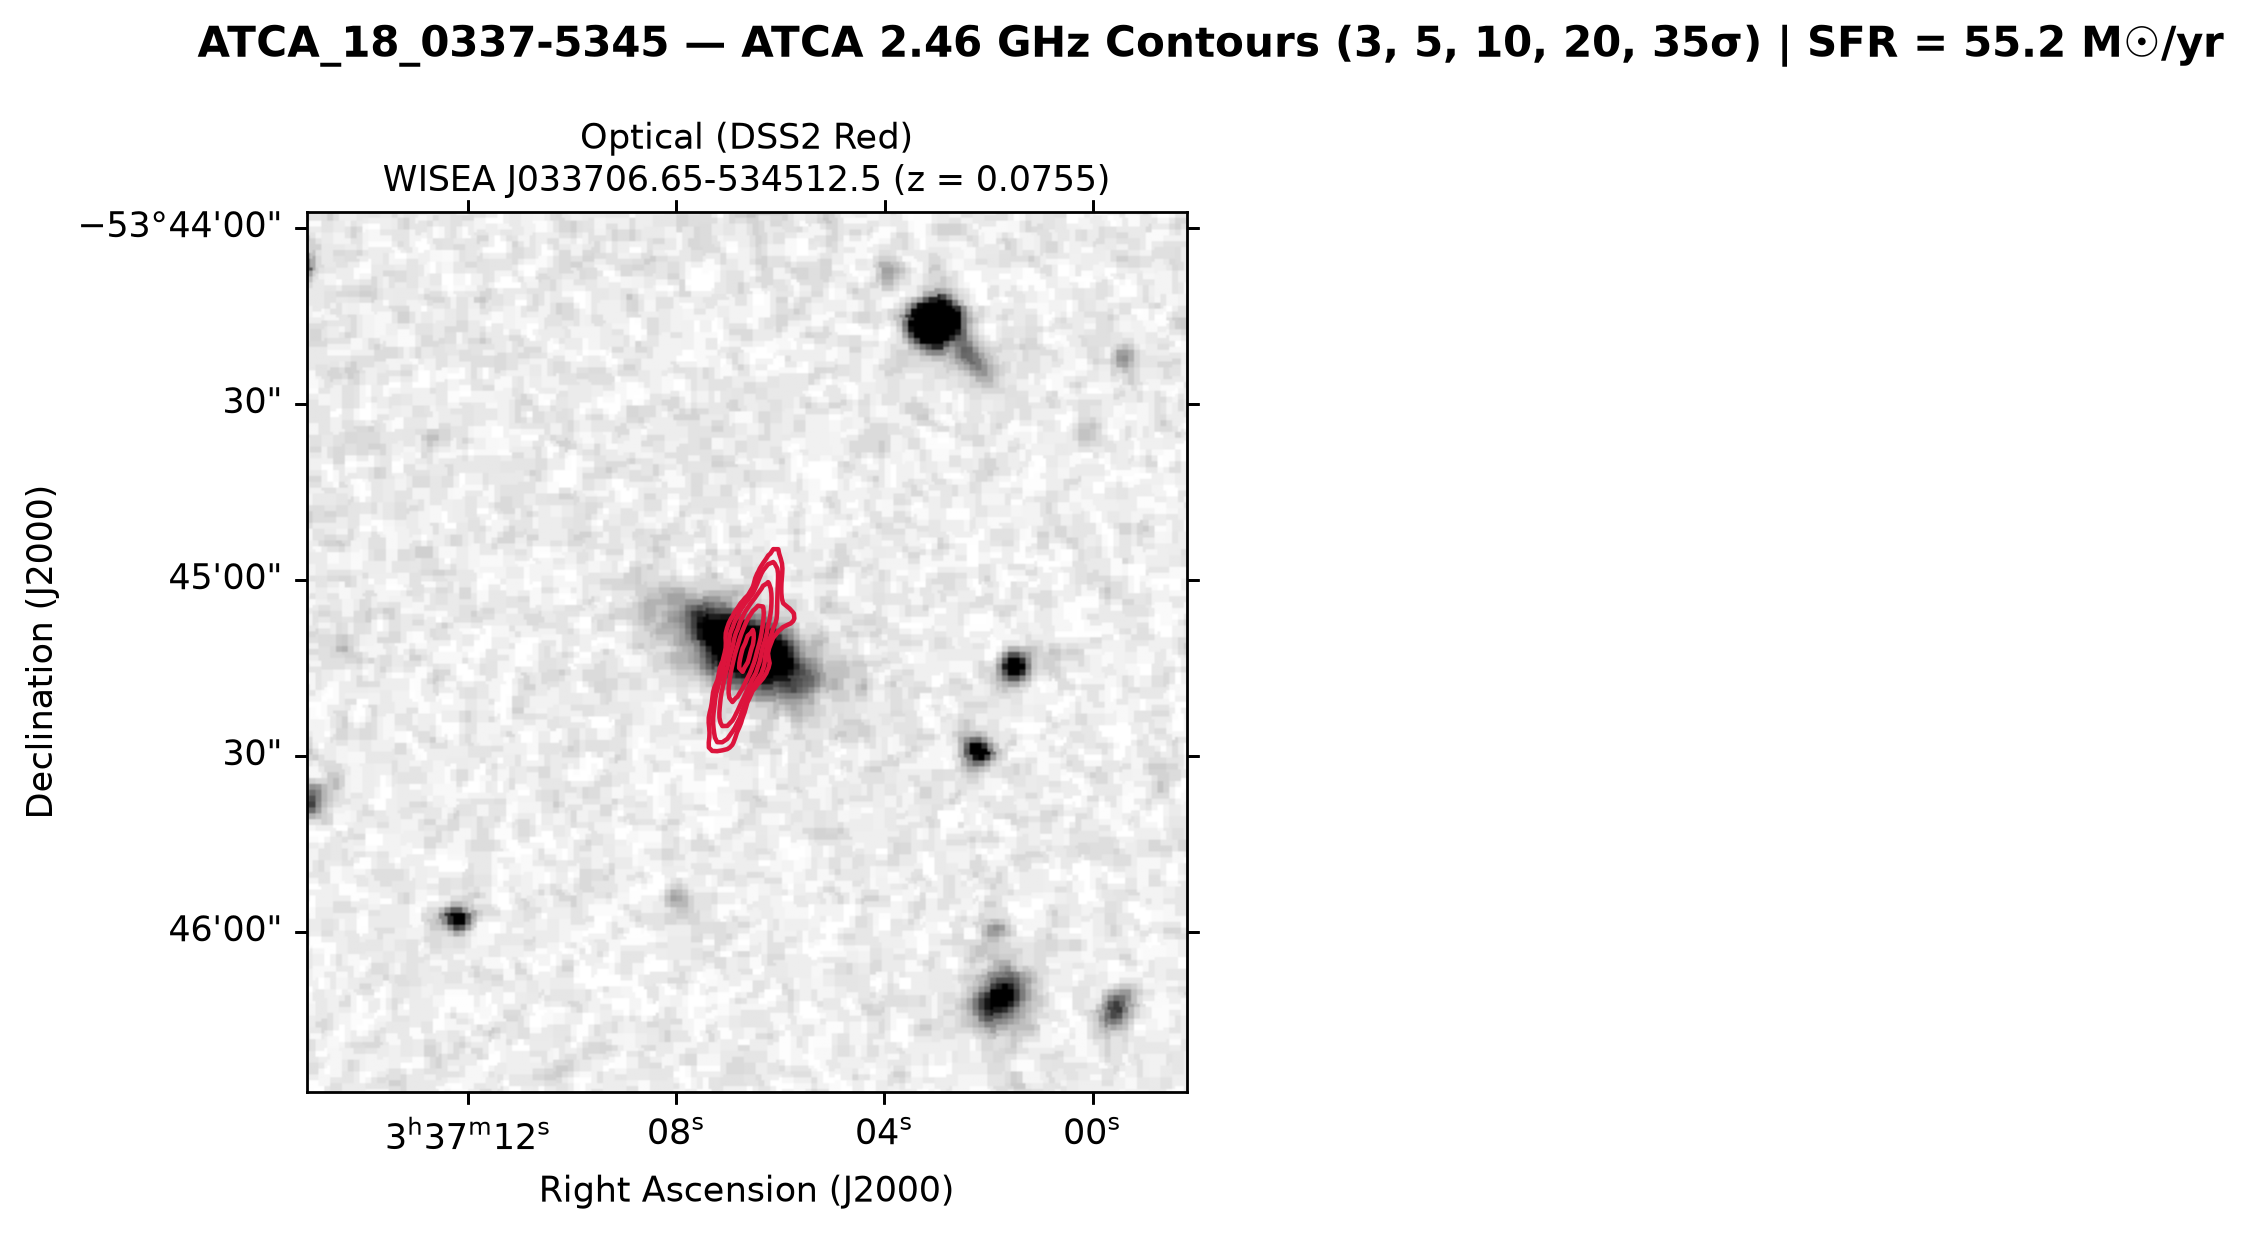 ATCA_18_0337-5345 — ATCA 2.46 GHz Contours (3, 5, 10, 20, 35σ) | SFR = 55.2 M☉/yr
Optical (DSS2 Red)
WISEA J033706.65-534512.5 (z = 0.0755)
−53°44'00"
30"
45'00"
30"
46'00"
Declination (J2000)
3ʰ37ᵐ12ˢ
08ˢ
04ˢ
00ˢ
Right Ascension (J2000)